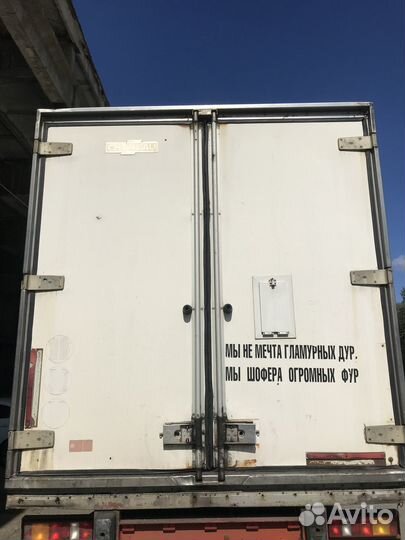 МЫ НЕ МЕЧТА ГЛАМУРНЫХ ДУР.
МЫ ШОФЕРА ОГРОМНЫХ ФУР
Avito